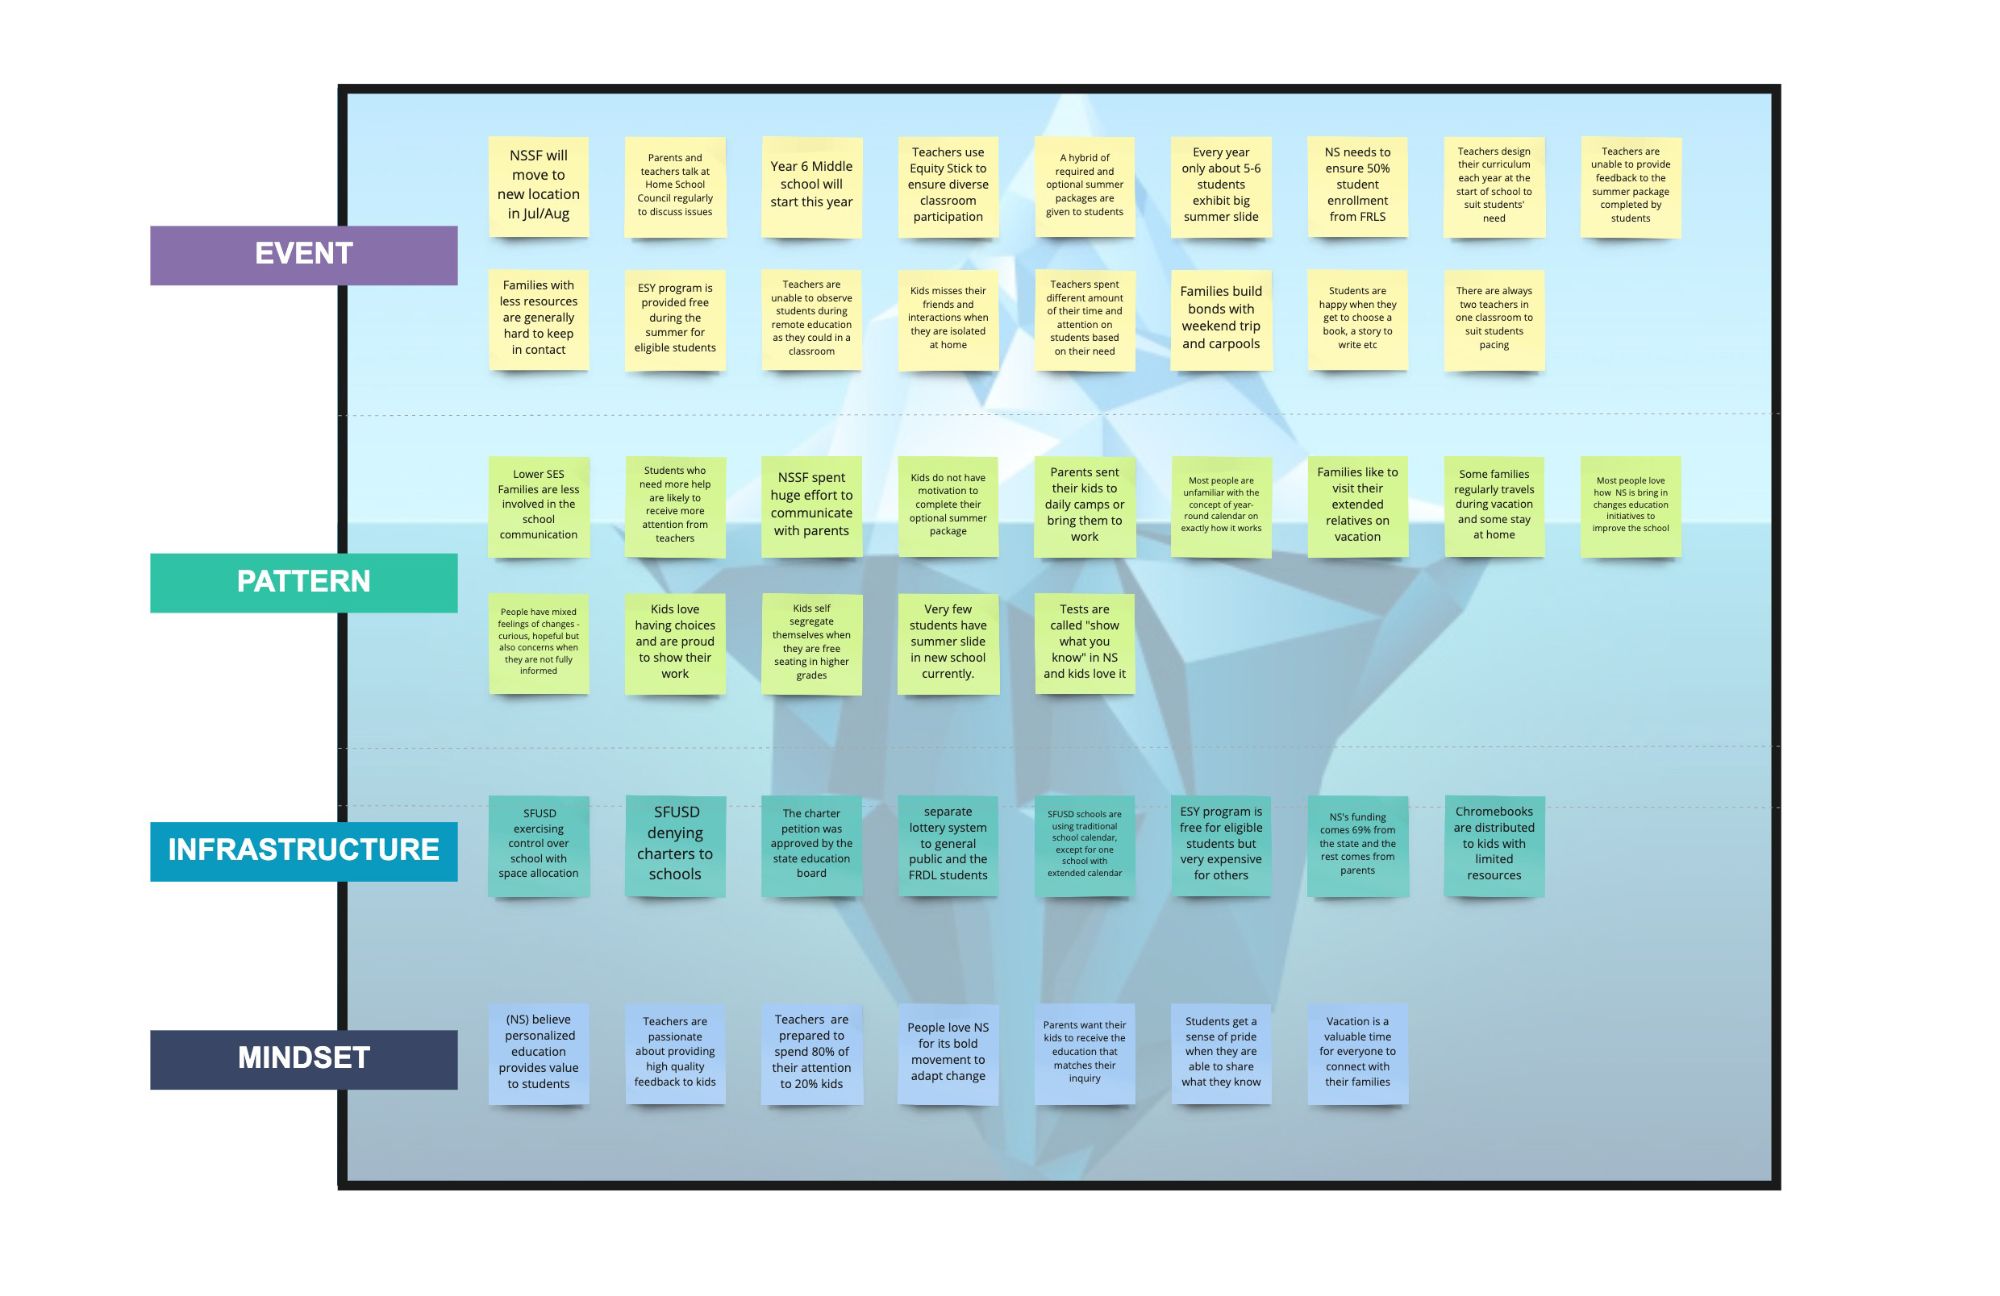 EVENT
NSSF will
move to
new location
in Jul/Aug
Parents and
teachers talk at
Home School
Council regularly
to discuss issues
Year 6 Middle
school will
start this year
Teachers use
Equity Stick to
ensure diverse
classroom
participation
A hybrid of
required and
optional summer
packages are
given to students
Every year
only about 5-6
students
exhibit big
summer slide
NS needs to
ensure 50%
student
enrollment
from FRLS
Teachers design
their curriculum
each year at the
start of school to
suit students'
need
Teachers are
unable to provide
feedback to the
summer package
completed by
students
Families with
less resources
are generally
hard to keep
in contact
ESY program is
provided free
during the
summer for
eligible students
Teachers are
unable to observe
students during
remote education
as they could in a
classroom
Kids misses their
friends and
interactions when
they are isolated
at home
Teachers spent
different amount
of their time and
attention on
students based
on their need
Families build
bonds with
weekend trip
and carpools
Students are
happy when they
get to choose a
book, a story to
write etc
There are always
two teachers in
one classroom to
suit students
pacing
PATTERN
Lower SES
Families are less
involved in the
school
communication
Students who
need more help
are likely to
receive more
attention from
teachers
NSSF spent
huge effort to
communicate
with parents
Kids do not have
motivation to
complete their
optional summer
package
Parents sent
their kids to
daily camps or
bring them to
work
Most people are
unfamiliar with the
concept of year-
round calendar on
exactly how it works
Families like to
visit their
extended
relatives on
vacation
Some families
regularly travels
during vacation
and some stay
at home
Most people love
how NS is bring in
changes education
initiatives to
improve the school
People have mixed
feelings of changes -
curious, hopeful but
also concerns when
they are not fully
informed
Kids love
having choices
and are proud
to show their
work
Kids self
segregate
themselves when
they are free
seating in higher
grades
Very few
students have
summer slide
in new school
currently.
Tests are
called "show
what you
know" in NS
and kids love it
INFRASTRUCTURE
SFUSD
exercising
control over
school with
space allocation
SFUSD
denying
charters to
schools
The charter
petition was
approved by the
state education
board
separate
lottery system
to general
public and the
FRDL students
SFUSD schools are
using traditional
school calendar,
except for one
school with
extended calendar
ESY program is
free for eligible
students but
very expensive
for others
NS's funding
comes 69% from
the state and the
rest comes from
parents
Chromebooks
are distributed
to kids with
limited
resources
MINDSET
(NS) believe
personalized
education
provides value
to students
Teachers are
passionate
about providing
high quality
feedback to kids
Teachers are
prepared to
spend 80% of
their attention
to 20% kids
People love NS
for its bold
movement to
adapt change
Parents want their
kids to receive the
education that
matches their
inquiry
Students get a
sense of pride
when they are
able to share
what they know
Vacation is a
valuable time
for everyone to
connect with
their families